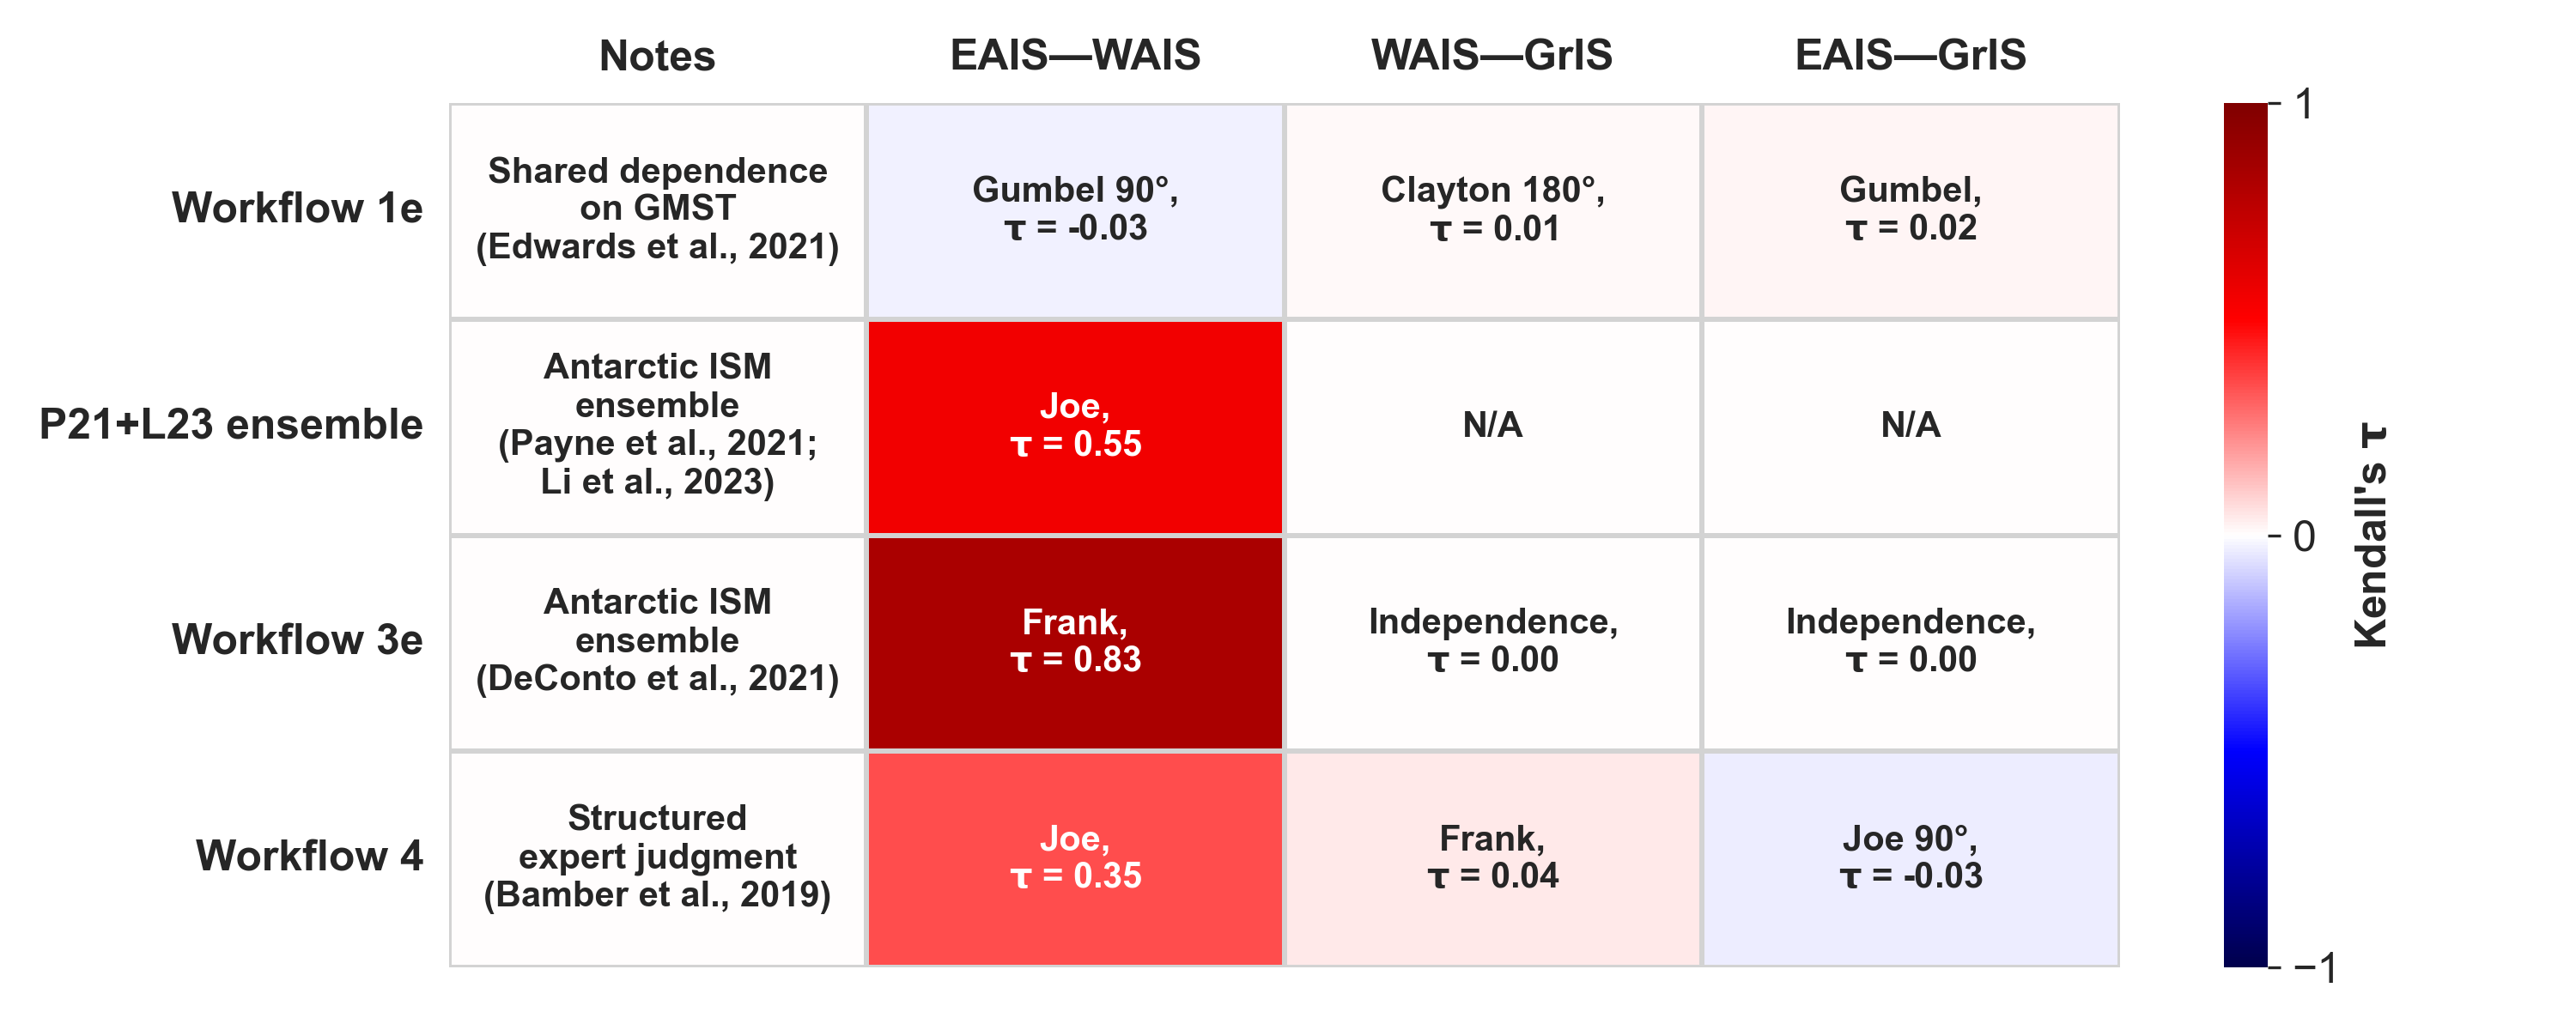 Notes
EAIS—WAIS
WAIS—GrIS
EAIS—GrIS
Workflow 1e
Shared dependence
on GMST
(Edwards et al., 2021)
Gumbel 90°,
τ = -0.03
Clayton 180°,
τ = 0.01
Gumbel,
τ = 0.02
P21+L23 ensemble
Antarctic ISM
ensemble
(Payne et al., 2021;
Li et al., 2023)
Joe,
τ = 0.55
N/A
N/A
Workflow 3e
Antarctic ISM
ensemble
(DeConto et al., 2021)
Frank,
τ = 0.83
Independence,
τ = 0.00
Independence,
τ = 0.00
Workflow 4
Structured
expert judgment
(Bamber et al., 2019)
Joe,
τ = 0.35
Frank,
τ = 0.04
Joe 90°,
τ = -0.03
1
0
−1
Kendall's τ